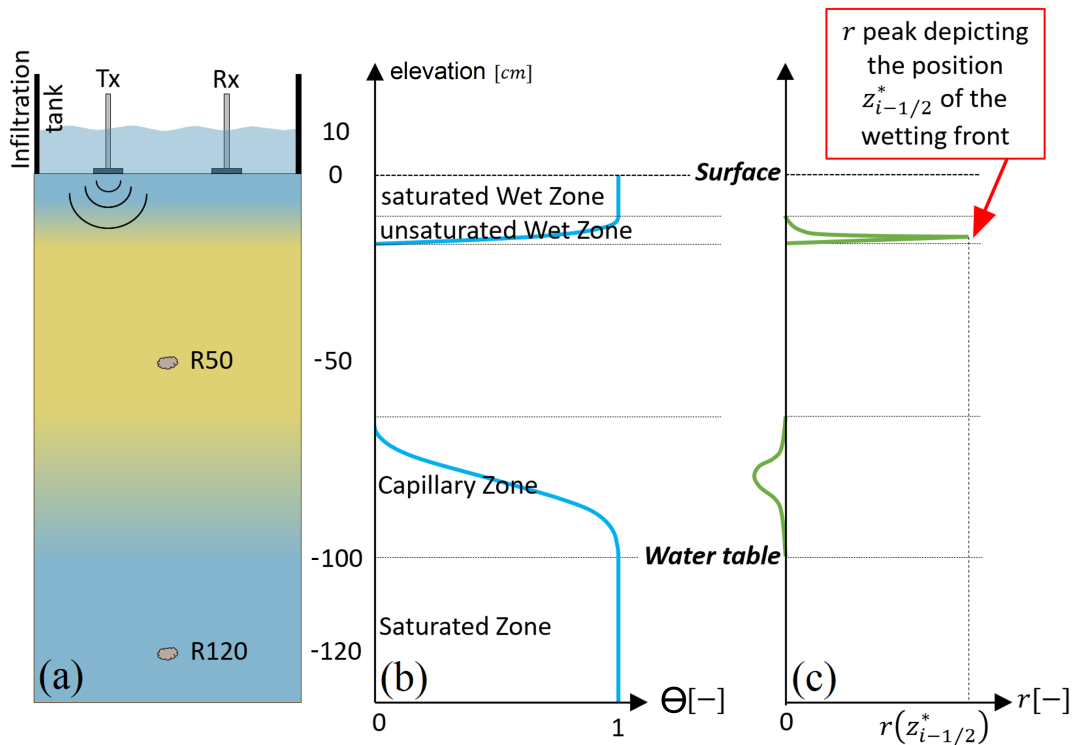 Infiltration
tank
Tx
Rx
R50
R120
(a)
elevation [cm]
10
0
-50
-100
-120
saturated Wet Zone
unsaturated Wet Zone
Capillary Zone
Saturated Zone
(b)
0
1
Θ[−]
Surface
Water table
r peak depicting
the position
z*i−1/2 of the
wetting front
(c)
0
r(z*i−1/2)
r[−]